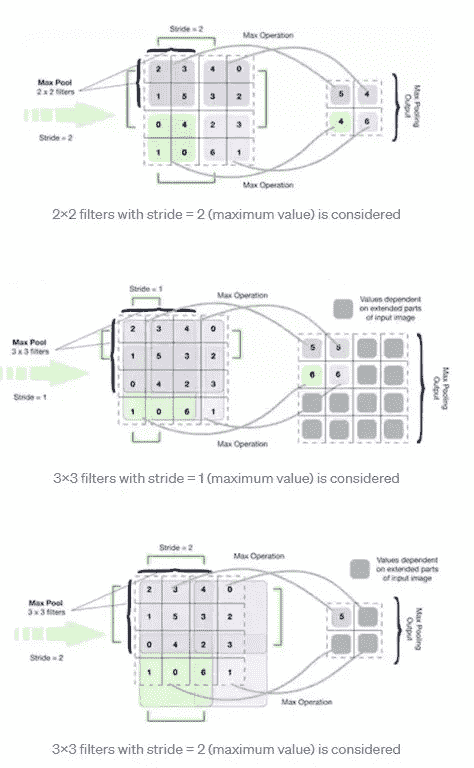 Stride = 2
Max Operation
Max Pool
2 x 2 filters
2 3 4 0
1 5 3 2
0 4 2 3
1 0 6 1
5 4
4 6
Max Pooling
Output
Stride = 2
Max Operation
2×2 filters with stride = 2 (maximum value) is considered
Stride = 1
Max Operation
Values dependent
on extended parts
of input image
Max Pool
3 x 3 filters
2 3 4 0
1 5 3 2
0 4 2 3
1 0 6 1
5 5
6 6
Max Pooling
Output
Stride = 1
Max Operation
3×3 filters with stride = 1 (maximum value) is considered
Stride = 2
Max Operation
Values dependent
on extended parts
of input image
Max Pool
3 x 3 filters
2 3 4 0
1 5 3 2
0 4 2 3
1 0 6 1
5
Max Pooling
Output
Stride = 2
Max Operation
3×3 filters with stride = 2 (maximum value) is considered